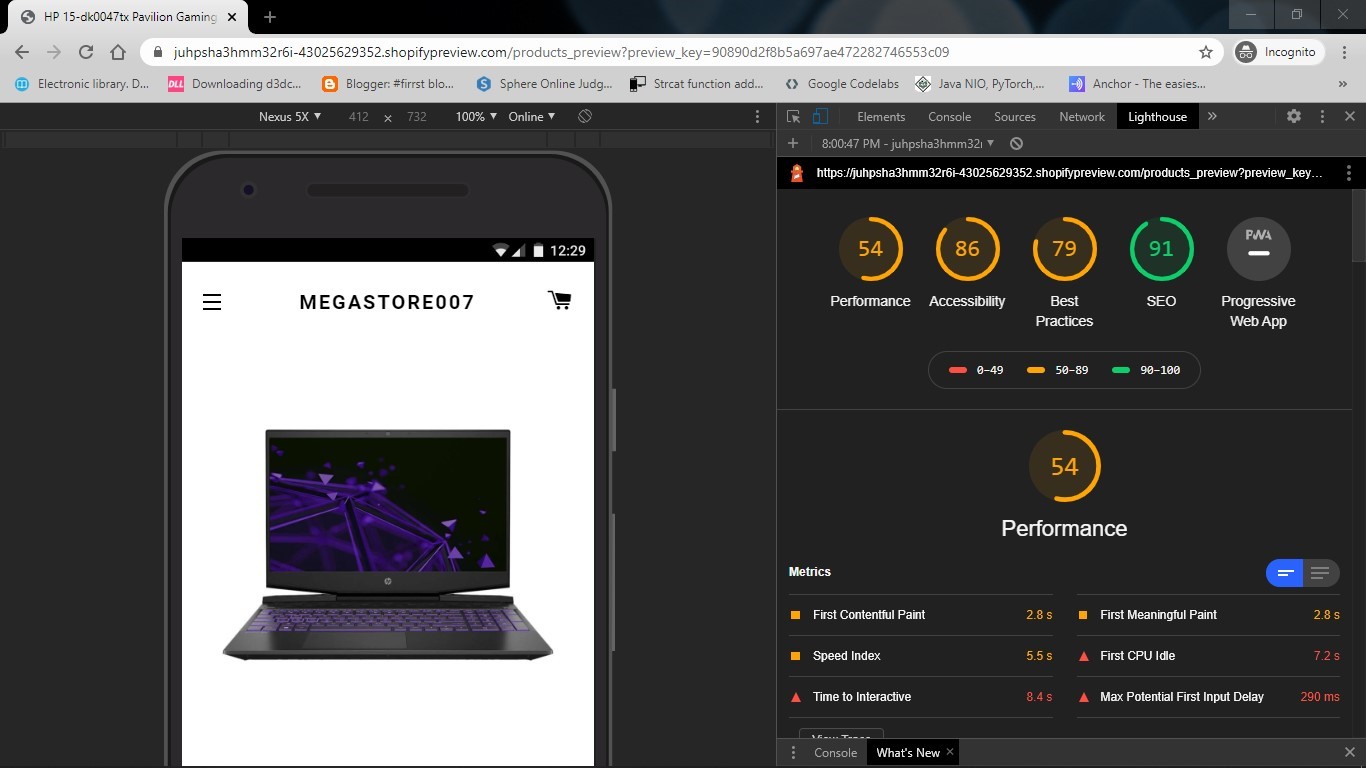 HP 15-dk0047tx Pavilion Gaming
juhpsha3hmm32r6i-43025629352.shopifypreview.com/products_preview?preview_key=90890d2f8b5a697ae472282746553c09
Incognito
Electronic library. D...
DLL Downloading d3dc...
Blogger: #firrst blo...
Sphere Online Judg...
Strcat function add...
Google Codelabs
Java NIO, PyTorch,...
Anchor - The easies...
»
Nexus 5X ▼ 412 × 732 100% ▼ Online ▼
Elements Console Sources Network Lighthouse »
8:00:47 PM - juhpsha3hmm32 ▼
https://juhpsha3hmm32r6i-43025629352.shopifypreview.com/products_preview?preview_key...
12:29
MEGASTORE007
hp
54 86 79 91 PWA
Performance
Accessibility
Best
Practices
SEO
Progressive
Web App
0-49 50-89 90-100
54
Performance
Metrics
First Contentful Paint 2.8 s
First Meaningful Paint 2.8 s
Speed Index 5.5 s
First CPU Idle 7.2 s
Time to Interactive 8.4 s
Max Potential First Input Delay 290 ms
View Trace
Console What's New ×